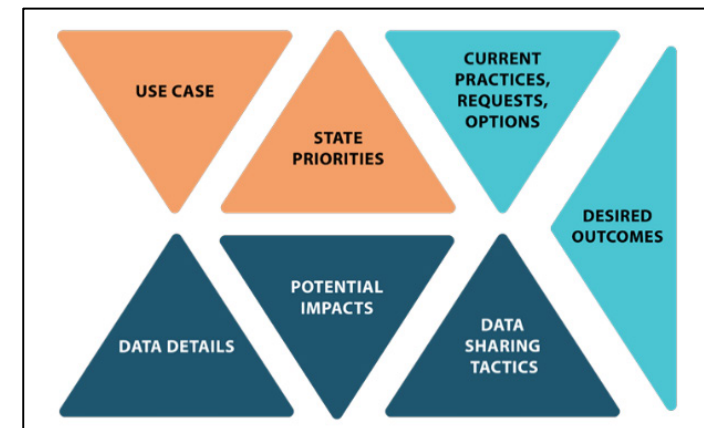 USE CASE
STATE
PRIORITIES
CURRENT
PRACTICES,
REQUESTS,
OPTIONS
DESIRED
OUTCOMES
DATA DETAILS
POTENTIAL
IMPACTS
DATA
SHARING
TACTICS